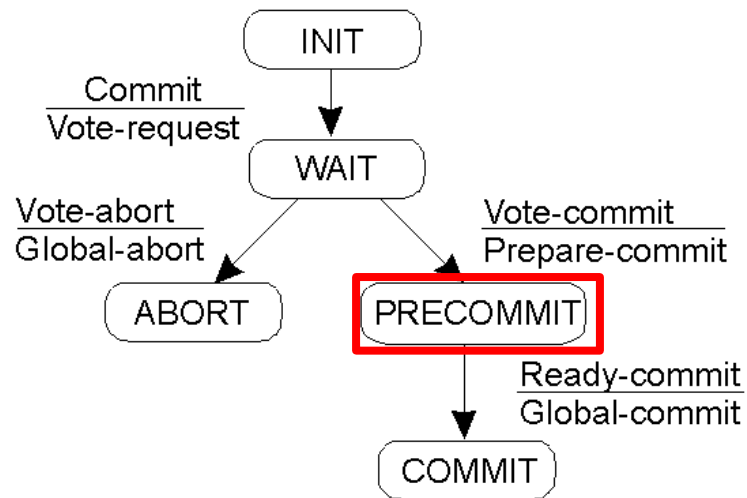 INIT
Commit
Vote-request
WAIT
Vote-abort
Global-abort
Vote-commit
Prepare-commit
ABORT
PRECOMMIT
Ready-commit
Global-commit
COMMIT